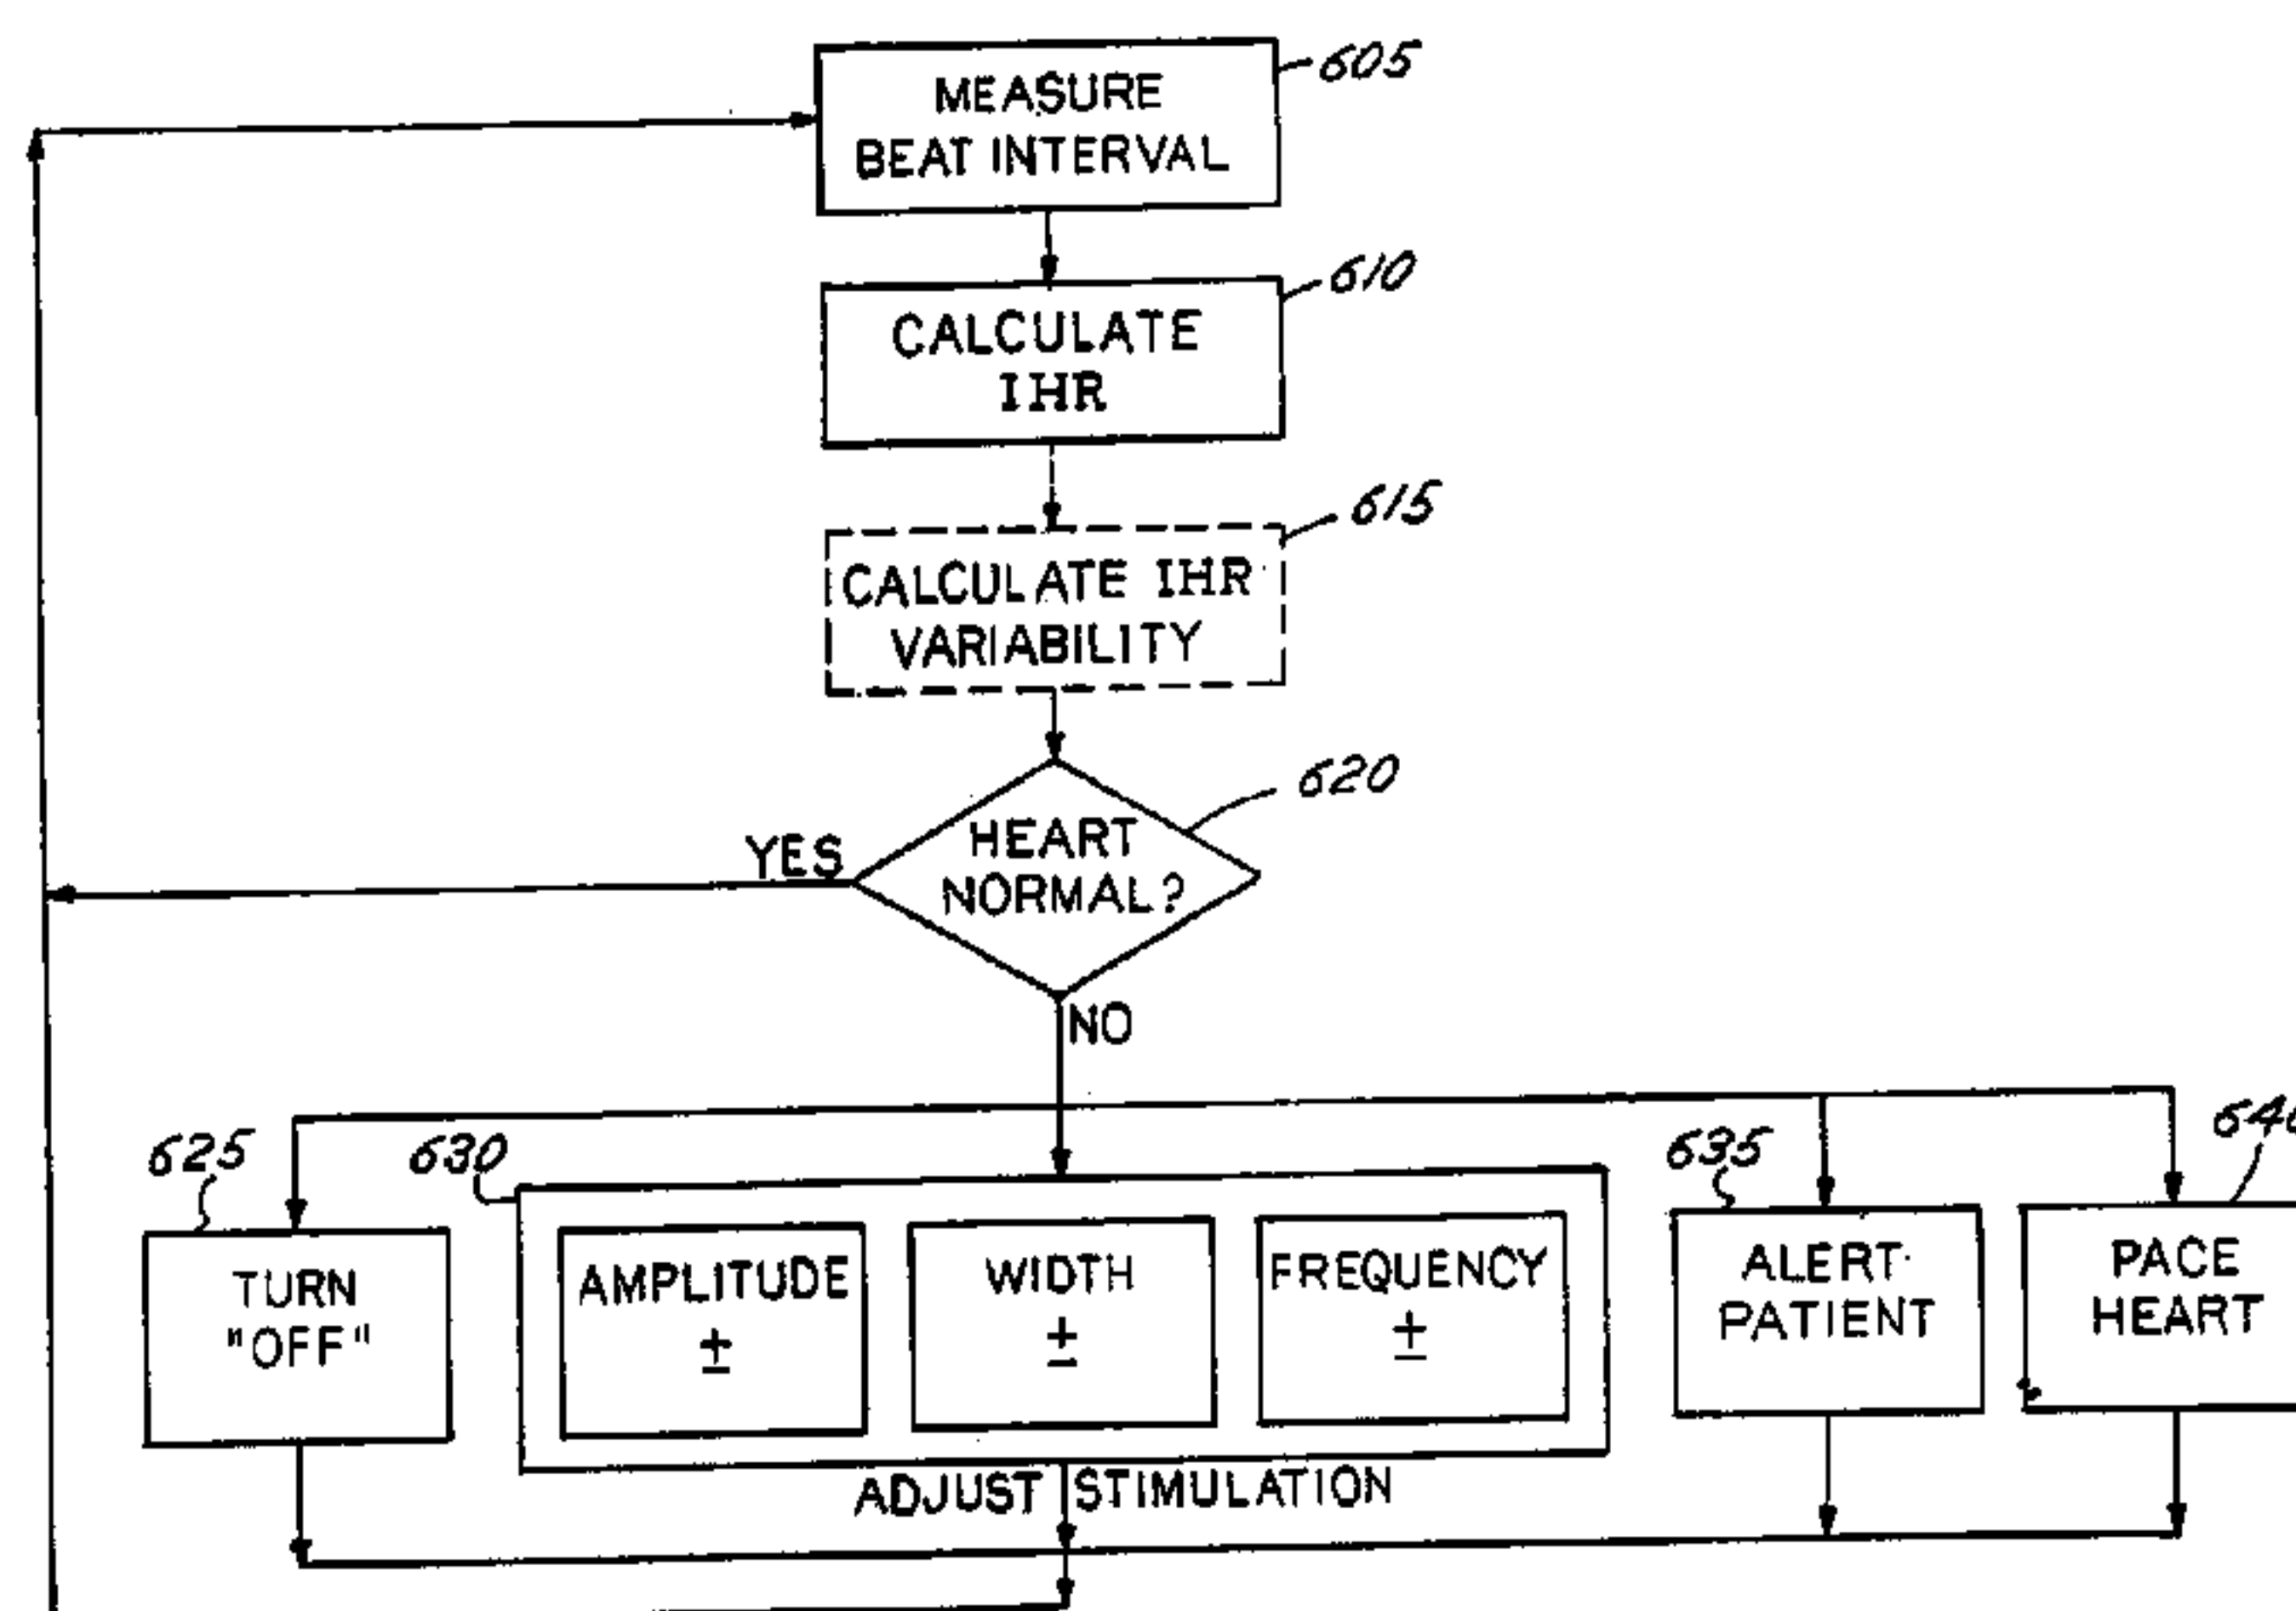 MEASURE
BEAT INTERVAL
605
CALCULATE
IHR
610
CALCULATE IHR
VARIABILITY
615
HEART
NORMAL?
620
YES
NO
625
630
635
TURN
"OFF"
AMPLITUDE
±
WIDTH
±
FREQUENCY
±
ALERT
PATIENT
PACE
HEART
ADJUST STIMULATION